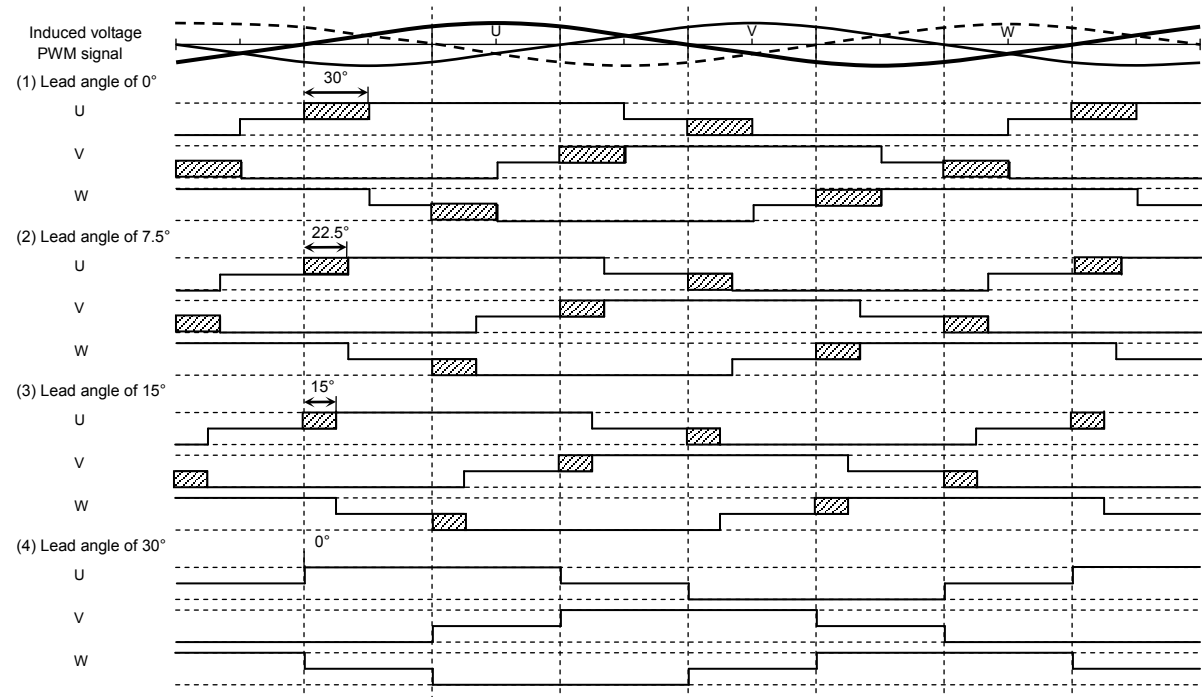 Induced voltage
PWM signal
U
V
W
(1) Lead angle of 0°
30°
U
V
W
(2) Lead angle of 7.5°
22.5°
U
V
W
(3) Lead angle of 15°
15°
U
V
W
(4) Lead angle of 30°
0°
U
V
W